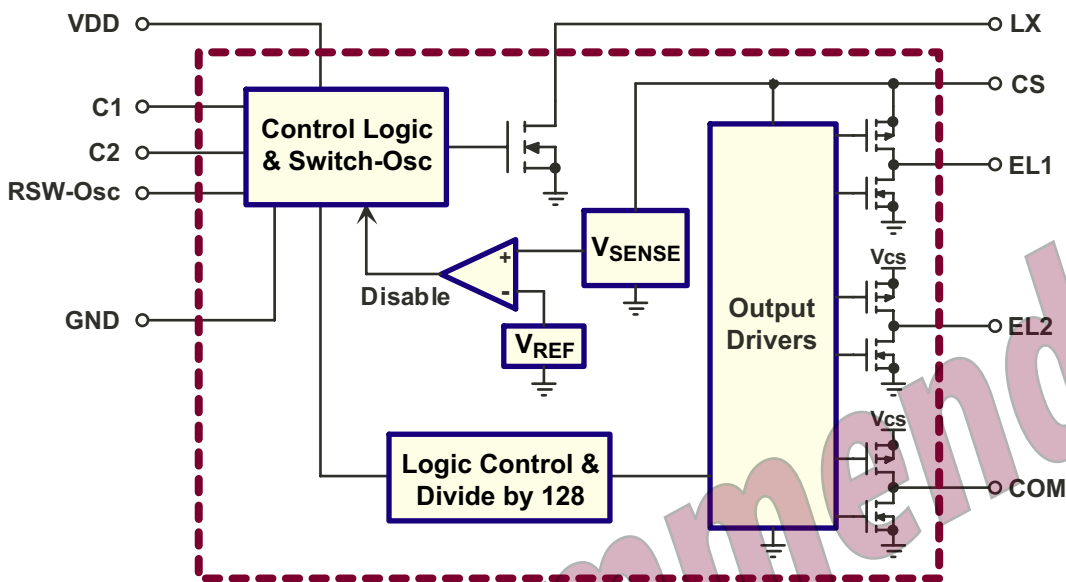 VDD
LX
CS
C1
C2
RSW-Osc
Control Logic
& Switch-Osc
EL1
+
-
VSENSE
Disable
VREF
GND
Output
Drivers
Vcs
EL2
Vcs
Logic Control &
Divide by 128
COM